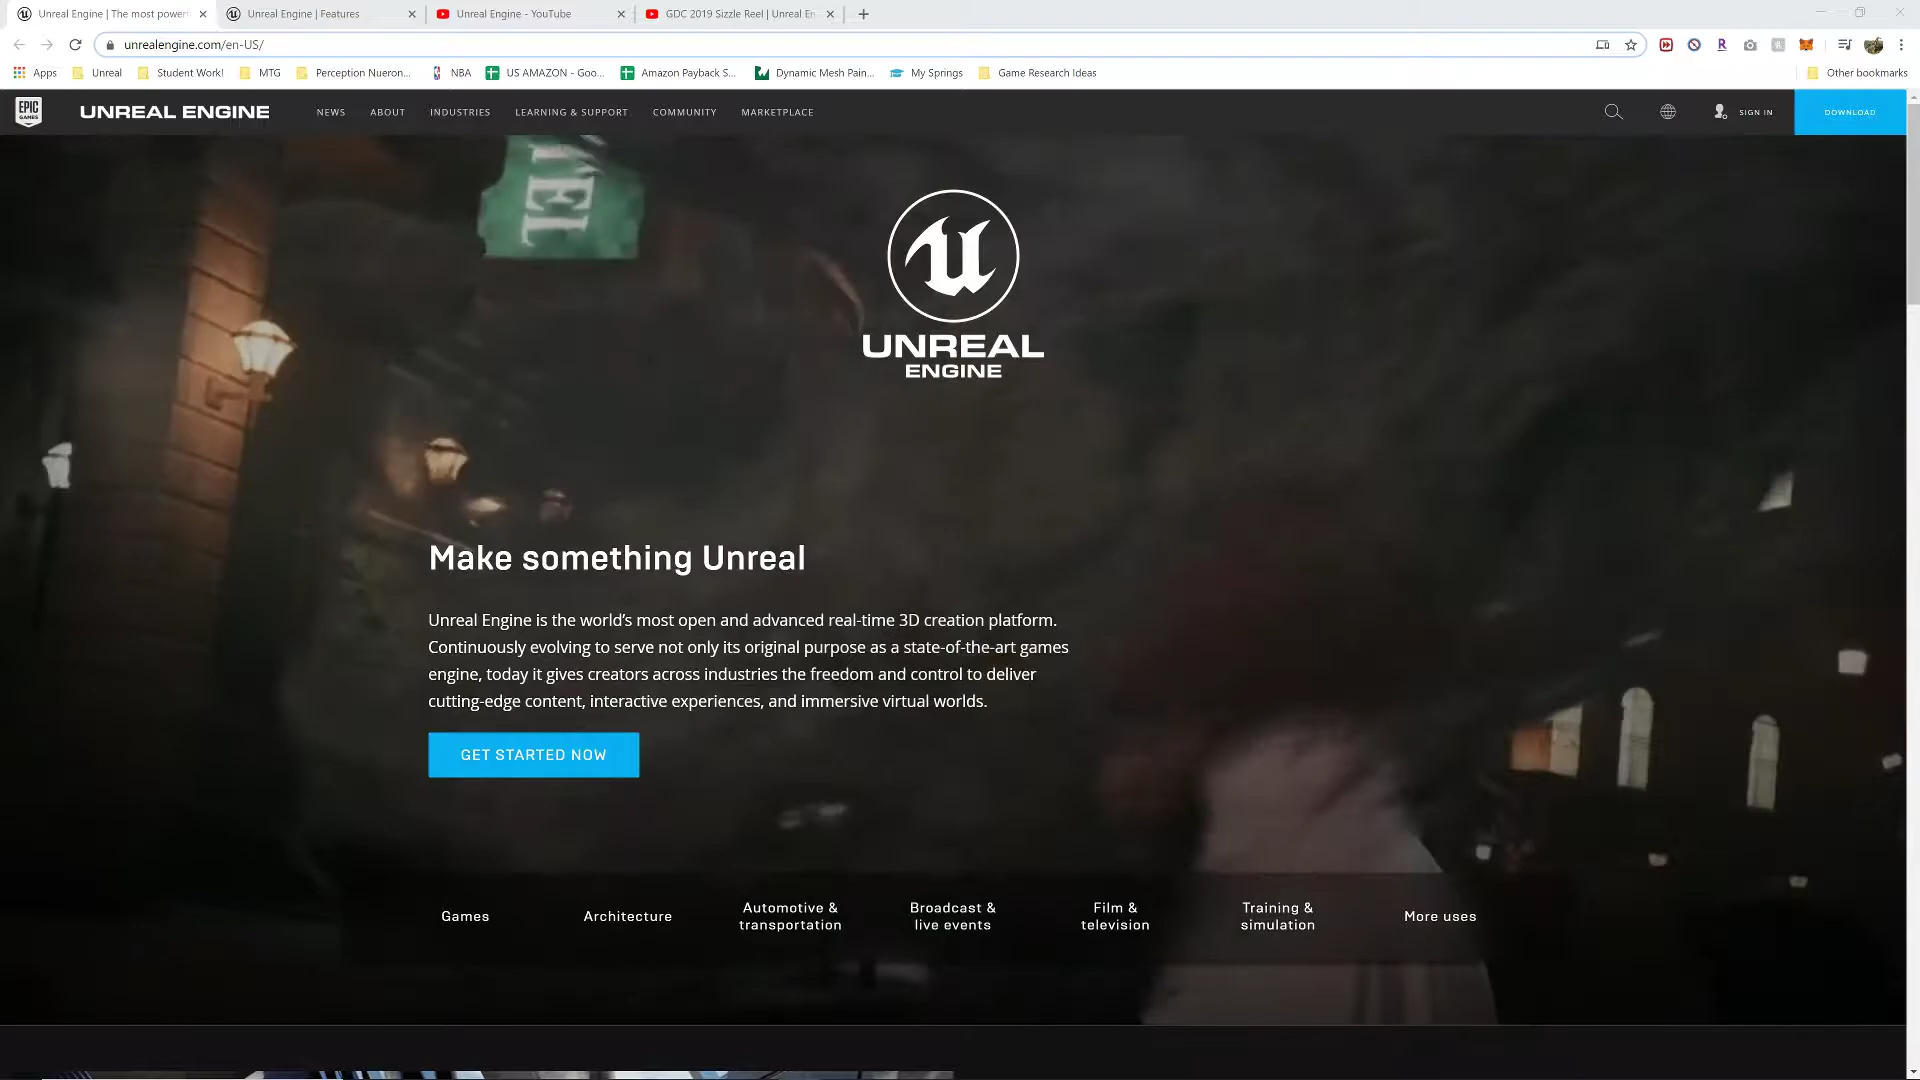 Unreal Engine | The most powerf
Unreal Engine | Features
Unreal Engine - YouTube
GDC 2019 Sizzle Reel | Unreal En
unrealengine.com/en-US/
Apps
Unreal
Student Work!
MTG
Perception Nueron...
NBA
US AMAZON - Goo...
Amazon Payback S...
Dynamic Mesh Pain...
My Springs
Game Research Ideas
Other bookmarks
EPIC
GAMES
UNREAL ENGINE
NEWS
ABOUT
INDUSTRIES
LEARNING & SUPPORT
COMMUNITY
MARKETPLACE
SIGN IN
DOWNLOAD
UNREAL
ENGINE
Make something Unreal
Unreal Engine is the world’s most open and advanced real-time 3D creation platform.
Continuously evolving to serve not only its original purpose as a state-of-the-art games
engine, today it gives creators across industries the freedom and control to deliver
cutting-edge content, interactive experiences, and immersive virtual worlds.
GET STARTED NOW
Games
Architecture
Automotive &
transportation
Broadcast &
live events
Film &
television
Training &
simulation
More uses